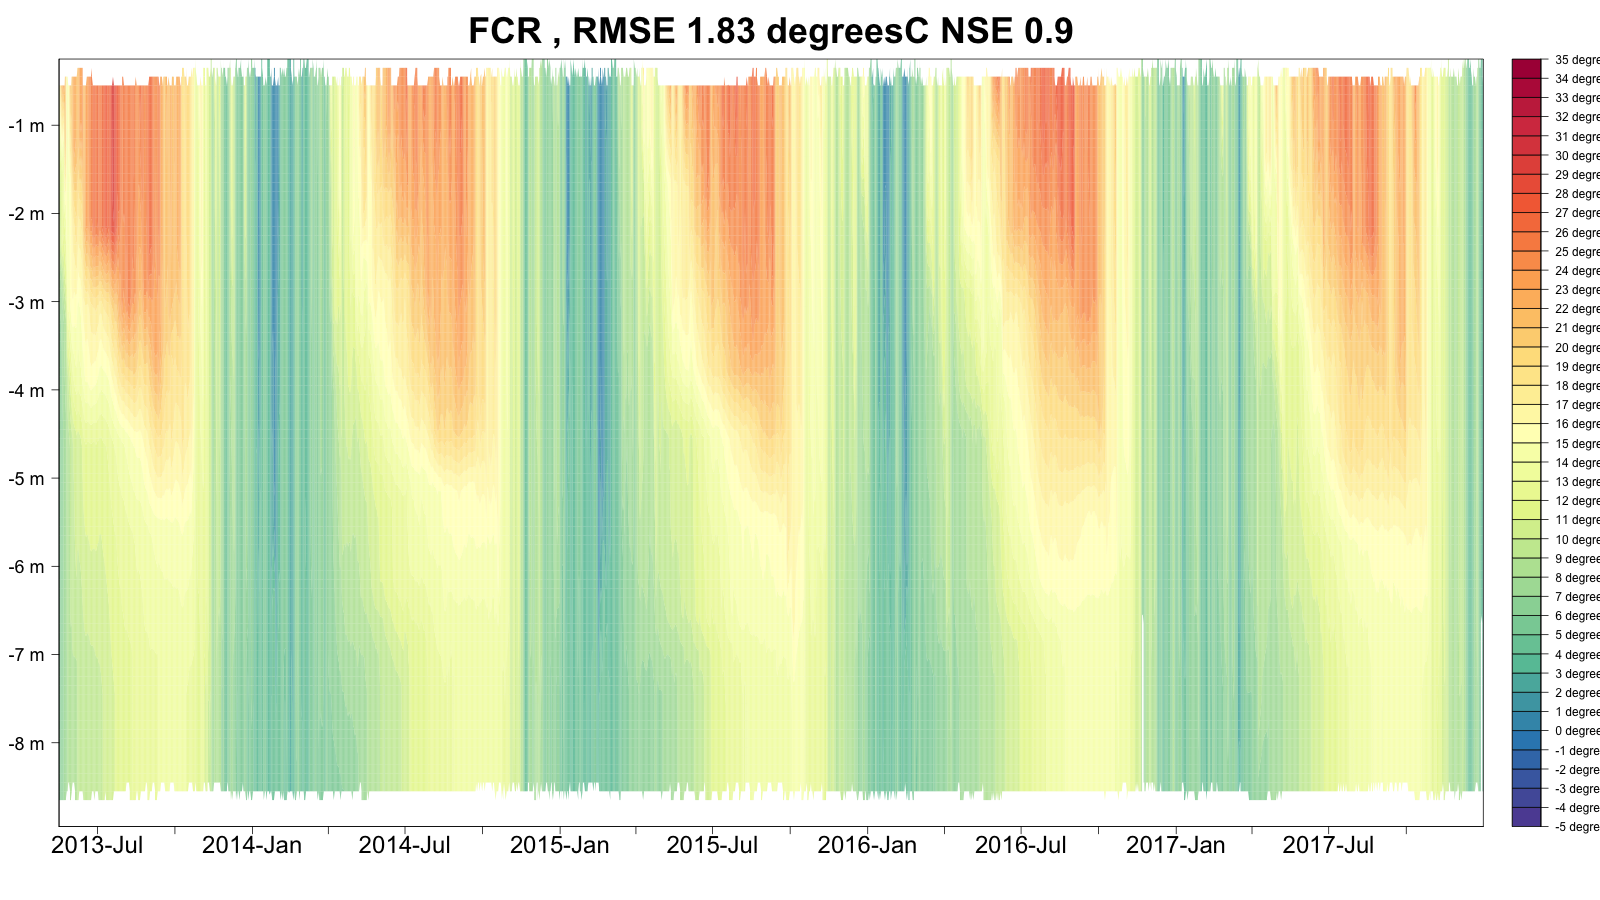 FCR , RMSE 1.83 degreesC NSE 0.9
35 degre
34 degre
33 degre
32 degre
31 degre
30 degre
29 degre
28 degre
27 degre
26 degre
25 degre
24 degre
23 degre
22 degre
21 degre
20 degre
19 degre
18 degre
17 degre
16 degre
15 degre
14 degre
13 degre
12 degre
11 degre
10 degre
9 degree
8 degree
7 degree
6 degree
5 degree
4 degree
3 degree
2 degree
1 degree
0 degree
-1 degre
-2 degre
-3 degre
-4 degre
-5 degre
-1 m
-2 m
-3 m
-4 m
-5 m
-6 m
-7 m
-8 m
2013-Jul 2014-Jan 2014-Jul 2015-Jan 2015-Jul 2016-Jan 2016-Jul 2017-Jan 2017-Jul